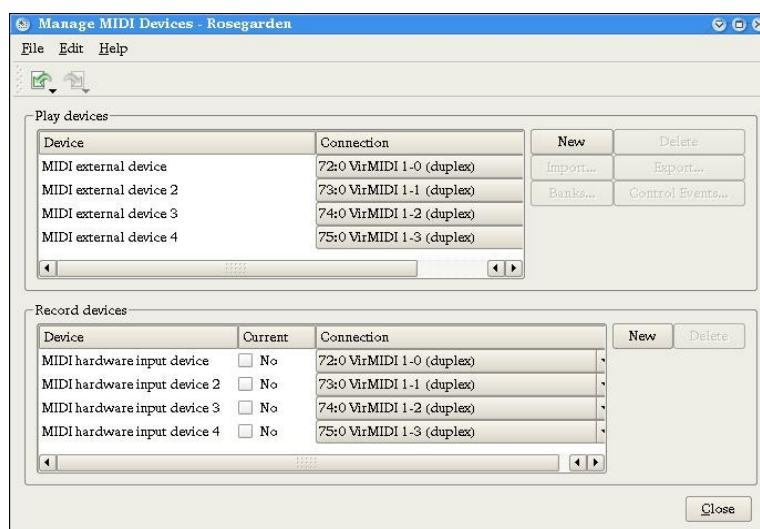 Manage MIDI Devices - Rosegarden
File Edit Help
Play devices
Device Connection New Delete
MIDI external device 72:0 VirMIDI 1-0 (duplex) Import... Export...
MIDI external device 2 73:0 VirMIDI 1-1 (duplex) Banks... Control Events...
MIDI external device 3 74:0 VirMIDI 1-2 (duplex)
MIDI external device 4 75:0 VirMIDI 1-3 (duplex)
Record devices
Device Current Connection New Delete
MIDI hardware input device No 72:0 VirMIDI 1-0 (duplex)
MIDI hardware input device 2 No 73:0 VirMIDI 1-1 (duplex)
MIDI hardware input device 3 No 74:0 VirMIDI 1-2 (duplex)
MIDI hardware input device 4 No 75:0 VirMIDI 1-3 (duplex)
Close